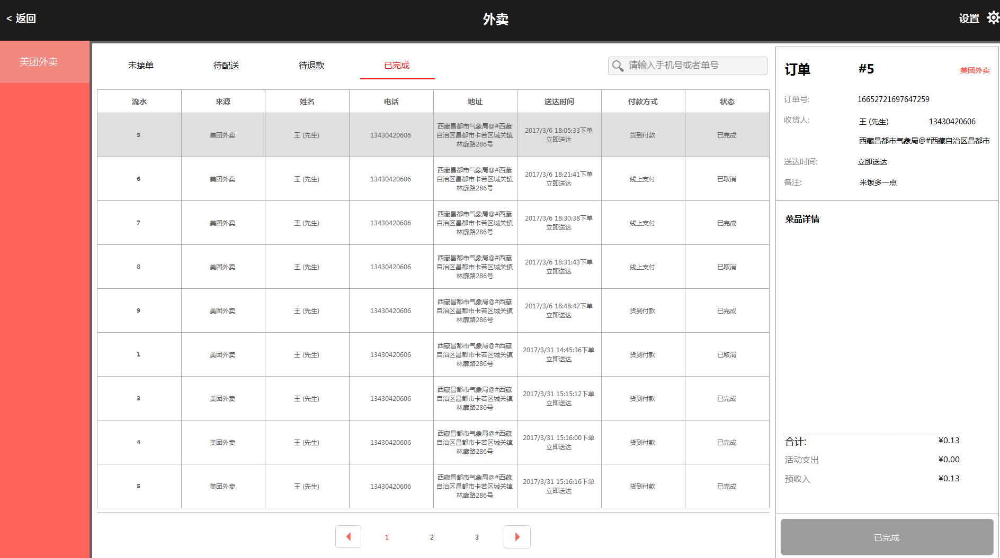 < 返回
外卖
设置
美团外卖
未接单 待配送 待退款 已完成
请输入手机号或者单号
流水 来源 姓名 电话 地址 送达时间 付款方式 状态
5 美团外卖 王 (先生) 13430420606 西藏昌都市气象局@#西藏自治区昌都市卡若区城关镇林廓路286号 2017/3/6 18:05:33下单 立即送达 货到付款 已完成
6 美团外卖 王 (先生) 13430420606 西藏昌都市气象局@#西藏自治区昌都市卡若区城关镇林廓路286号 2017/3/6 18:21:41下单 立即送达 线上支付 已取消
7 美团外卖 王 (先生) 13430420606 西藏昌都市气象局@#西藏自治区昌都市卡若区城关镇林廓路286号 2017/3/6 18:30:38下单 立即送达 线上支付 已完成
8 美团外卖 王 (先生) 13430420606 西藏昌都市气象局@#西藏自治区昌都市卡若区城关镇林廓路286号 2017/3/6 18:31:43下单 立即送达 线上支付 已取消
9 美团外卖 王 (先生) 13430420606 西藏昌都市气象局@#西藏自治区昌都市卡若区城关镇林廓路286号 2017/3/6 18:48:42下单 立即送达 货到付款 已完成
1 美团外卖 王 (先生) 13430420606 西藏昌都市气象局@#西藏自治区昌都市卡若区城关镇林廓路286号 2017/3/31 14:45:36下单 立即送达 货到付款 已取消
3 美团外卖 王 (先生) 13430420606 西藏昌都市气象局@#西藏自治区昌都市卡若区城关镇林廓路286号 2017/3/31 15:15:12下单 立即送达 货到付款 已完成
4 美团外卖 王 (先生) 13430420606 西藏昌都市气象局@#西藏自治区昌都市卡若区城关镇林廓路286号 2017/3/31 15:16:00下单 立即送达 货到付款 已完成
5 美团外卖 王 (先生) 13430420606 西藏昌都市气象局@#西藏自治区昌都市卡若区城关镇林廓路286号 2017/3/31 15:16:16下单 立即送达 货到付款 已完成
1 2 3
订单 #5 美团外卖
订单号: 16652721697647259
收货人: 王 (先生) 13430420606
西藏昌都市气象局@#西藏自治区昌都市
送达时间: 立即送达
备注: 米饭多一点
菜品详情
合计: ¥0.13
活动支出 ¥0.00
预收入 ¥0.13
已完成